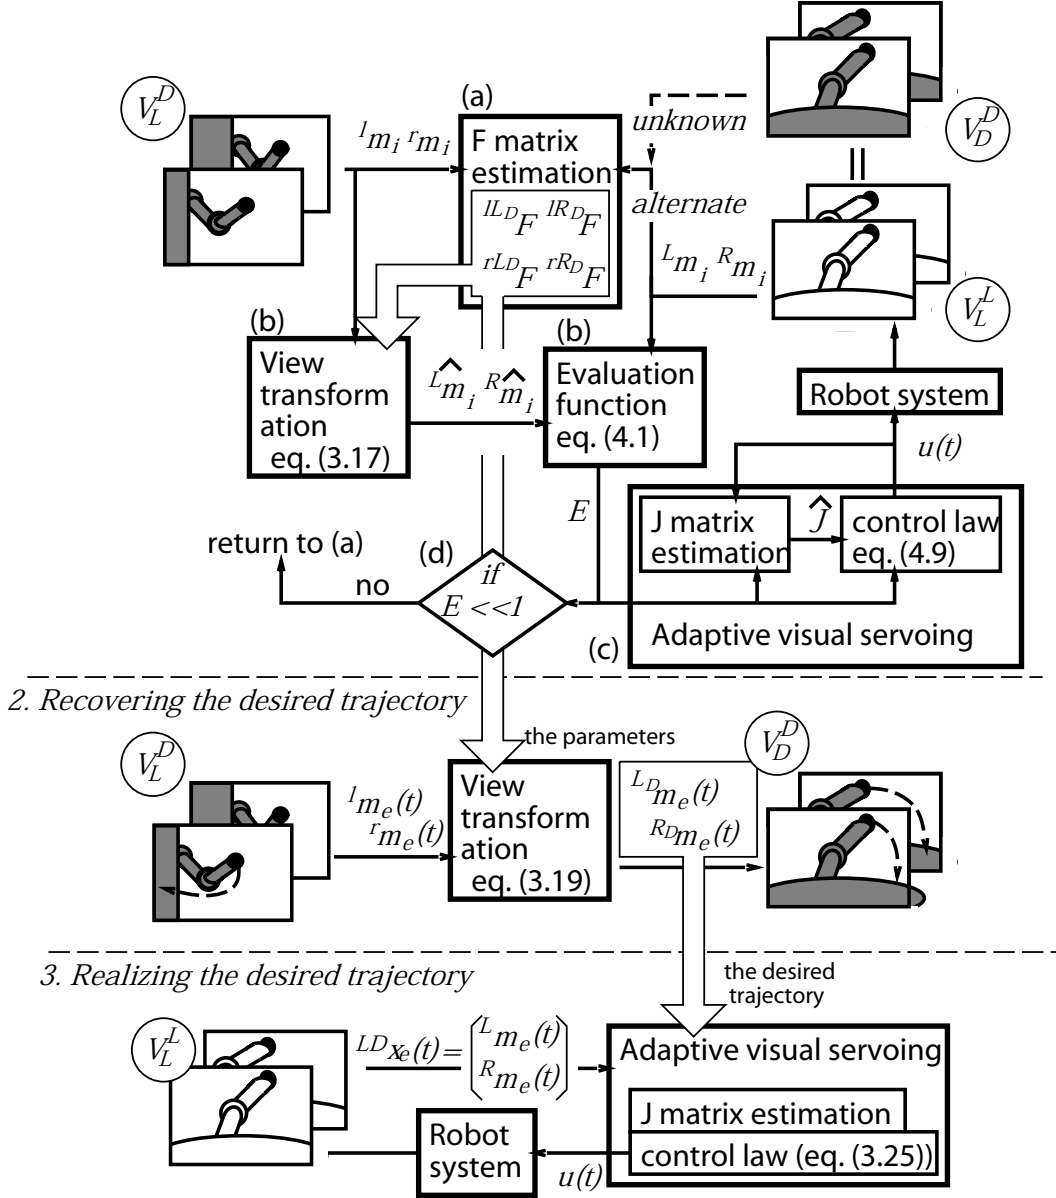 (a)
V_L^D
^l m_i ^r m_i
F matrix
estimation
^{lL_D}F ^{lR_D}F
^{rL_D}F ^{rR_D}F
unknown
alternate
^L m_i ^R m_i
V_D^D
=
V_L^L
(b)
View
transform
ation
eq. (3.17)
^L m̂_i ^R m̂_i
(b)
Evaluation
function
eq. (4.1)
Robot system
u(t)
E
J matrix
estimation
Ĵ
control law
eq. (4.9)
Adaptive visual servoing
(c)
return to (a)
no
(d)
if
E <<1
2. Recovering the desired trajectory
the parameters
V_L^D
^l m_e(t)
^r m_e(t)
View
transform
ation
eq. (3.19)
^{L_D}m_e(t)
^{R_D}m_e(t)
V_D^D
3. Realizing the desired trajectory
the desired
trajectory
V_L^L
^{LD}x_e(t)= [^L m_e(t)
^R m_e(t)]
Adaptive visual servoing
J matrix estimation
control law (eq. (3.25))
Robot
system
u(t)